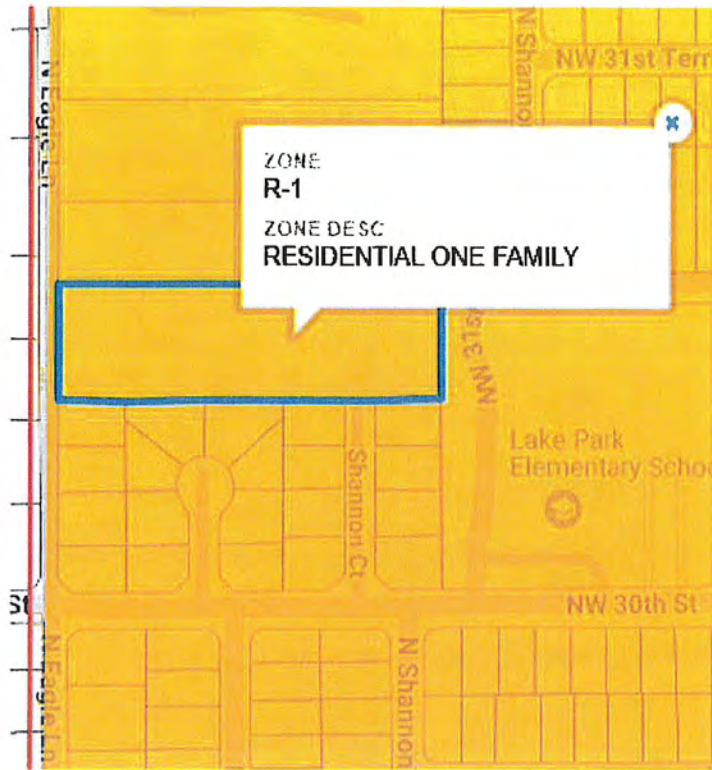 N Shannon
NW 31st Terr
N Eagle Ln
ZONE
R-1
ZONE DESC
RESIDENTIAL ONE FAMILY
NW 31st
Lake Park
Elementary Schoo
Shannon Ct
St
NW 30th St
N Eagle Ln
N Shannon